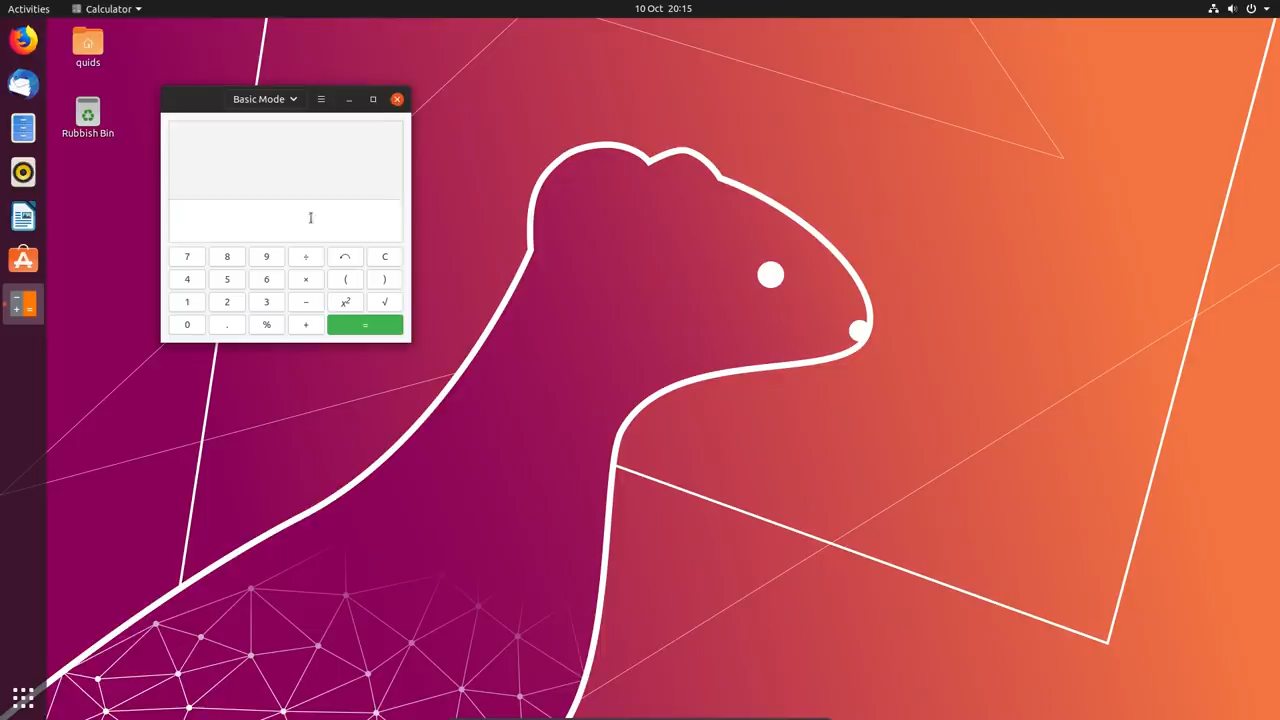 Activities Calculator 10 Oct 20:15
quids
Rubbish Bin
Basic Mode
7 8 9 ÷ C
4 5 6 × ( )
1 2 3 − x² √
0 . % + =